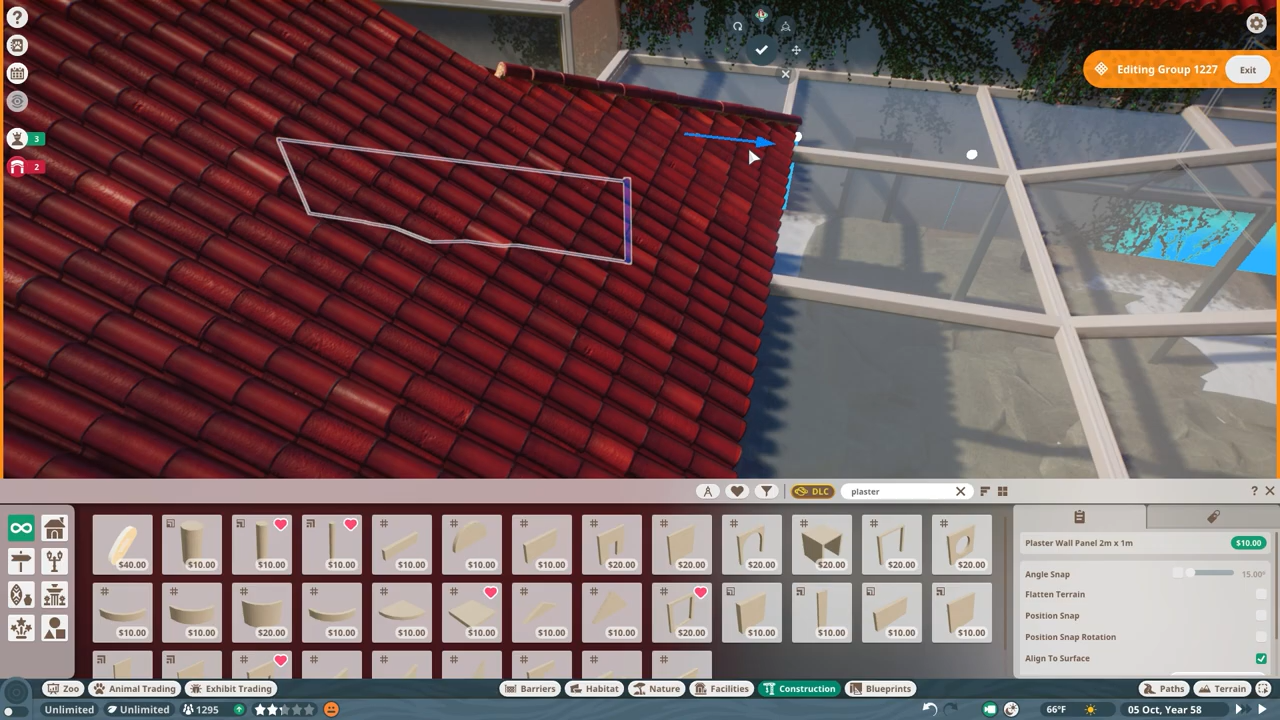 Editing Group 1227 Exit
3
2
DLC plaster
$40.00 $10.00 $10.00 $10.00 $10.00 $10.00 $10.00 $20.00 $20.00 $20.00 $20.00 $20.00 $20.00
$10.00 $10.00 $20.00 $10.00 $10.00 $10.00 $10.00 $10.00 $20.00 $10.00 $10.00 $10.00 $10.00
Plaster Wall Panel 2m x 1m $10.00
Angle Snap 15.00°
Flatten Terrain
Position Snap
Position Snap Rotation
Align To Surface
Zoo Animal Trading Exhibit Trading Barriers Habitat Nature Facilities Construction Blueprints Paths Terrain
Unlimited Unlimited 1295 66°F 05 Oct, Year 58